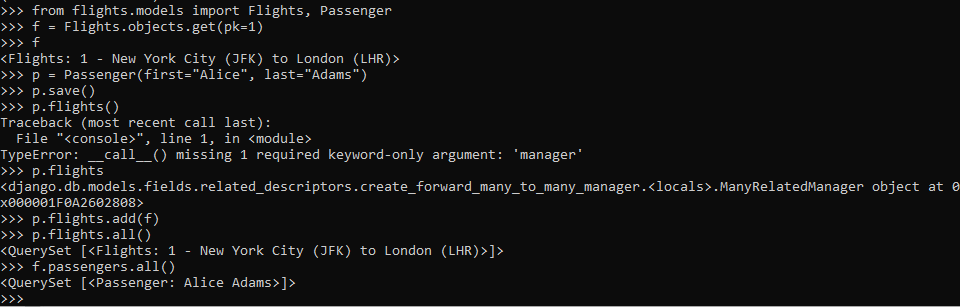 >>> from flights.models import Flights, Passenger
>>> f = Flights.objects.get(pk=1)
>>> f
<Flights: 1 - New York City (JFK) to London (LHR)>
>>> p = Passenger(first="Alice", last="Adams")
>>> p.save()
>>> p.flights()
Traceback (most recent call last):
  File "<console>", line 1, in <module>
TypeError: __call__() missing 1 required keyword-only argument: 'manager'
>>> p.flights
<django.db.models.fields.related_descriptors.create_forward_many_to_many_manager.<locals>.ManyRelatedManager object at 0
x000001F0A2602808>
>>> p.flights.add(f)
>>> p.flights.all()
<QuerySet [<Flights: 1 - New York City (JFK) to London (LHR)>]>
>>> f.passengers.all()
<QuerySet [<Passenger: Alice Adams>]>
>>>